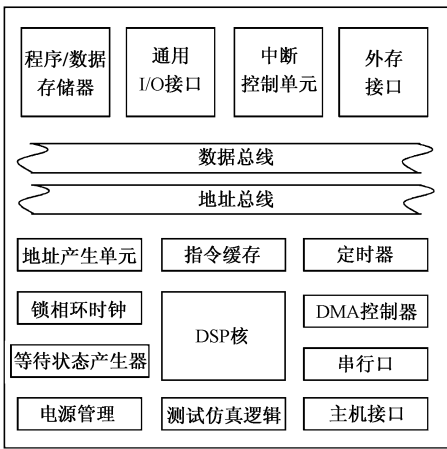 程序/数据
存储器
通用
I/O接口
中断
控制单元
外存
接口
数据总线
地址总线
地址产生单元
指令缓存
定时器
锁相环时钟
DSP核
DMA控制器
等待状态产生器
串行口
电源管理
测试仿真逻辑
主机接口